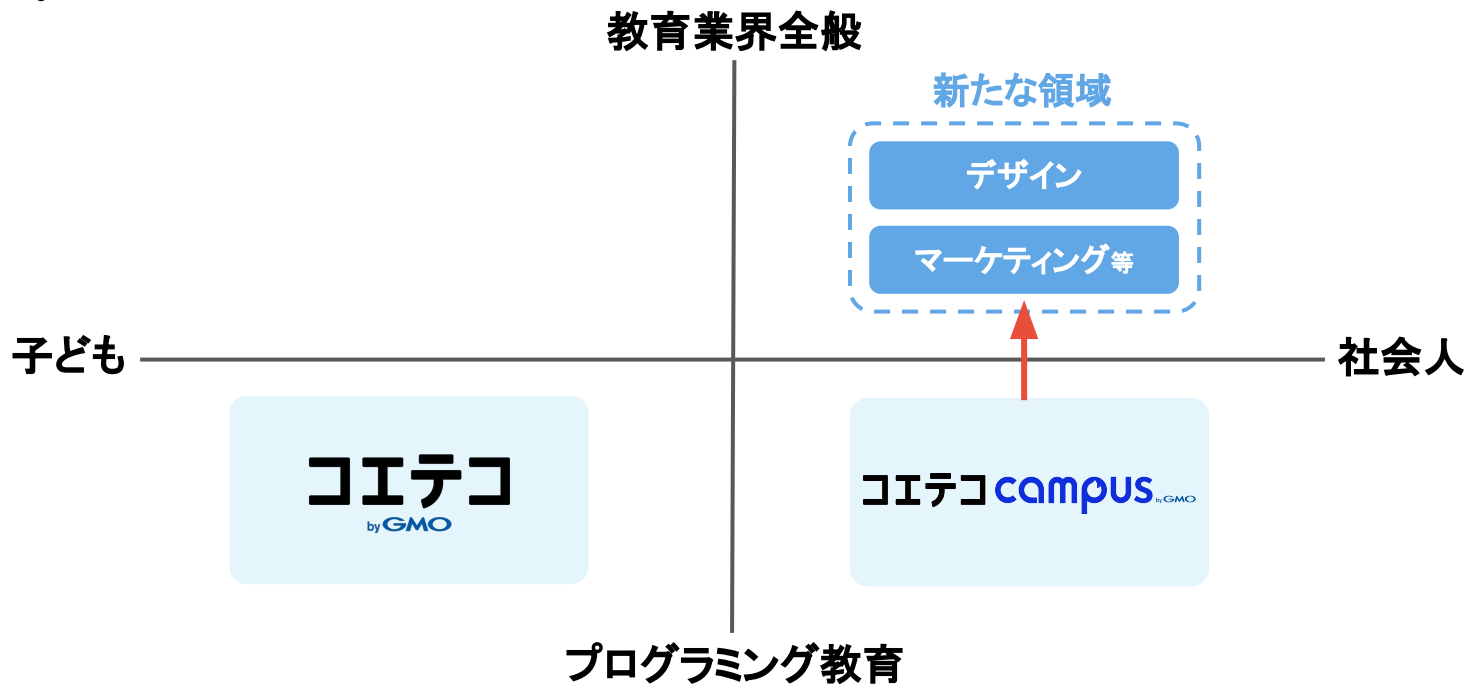 教育業界全般
新たな領域
デザイン
マーケティング等
子ども
社会人
コエテコ
by GMO
コエテコ campus by GMO
プログラミング教育